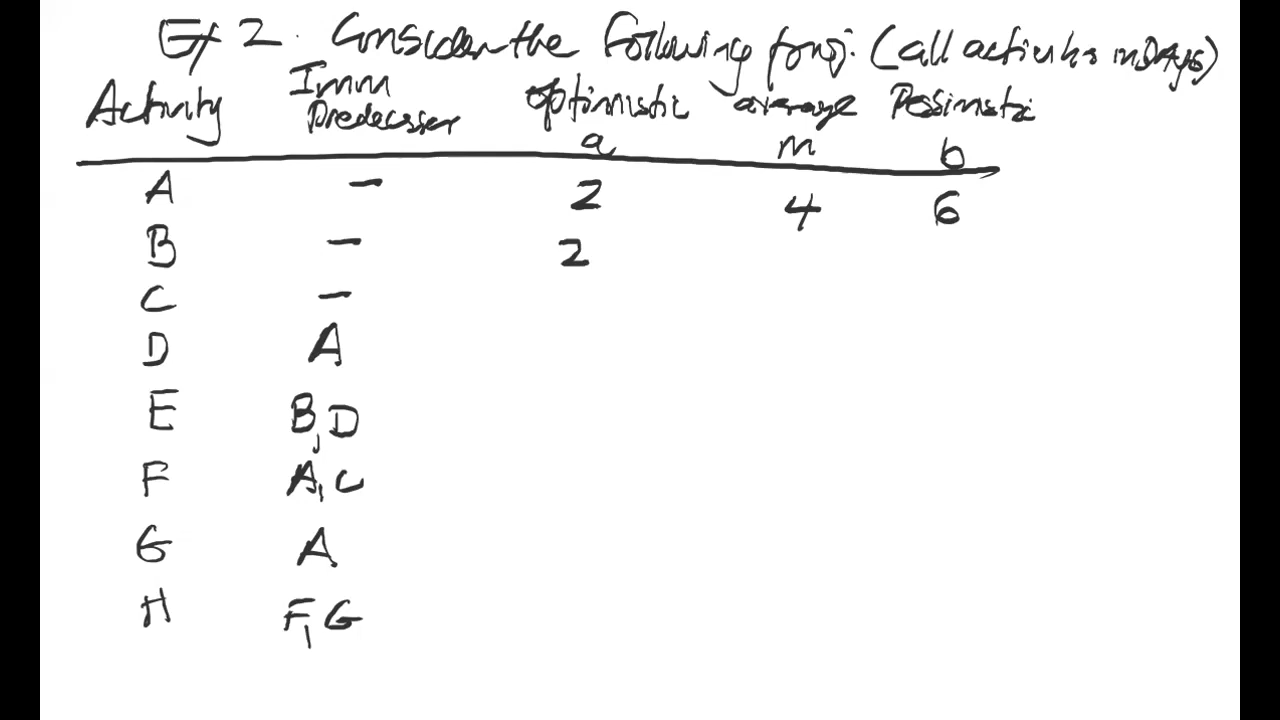 Ex 2. Consider the following proj: (all activities in Days)
Activity Imm Predecessor optimistic average Pessimistic
a m b
A - 2 4 6
B - 2
C -
D A
E B, D
F A, C
G A
H F, G